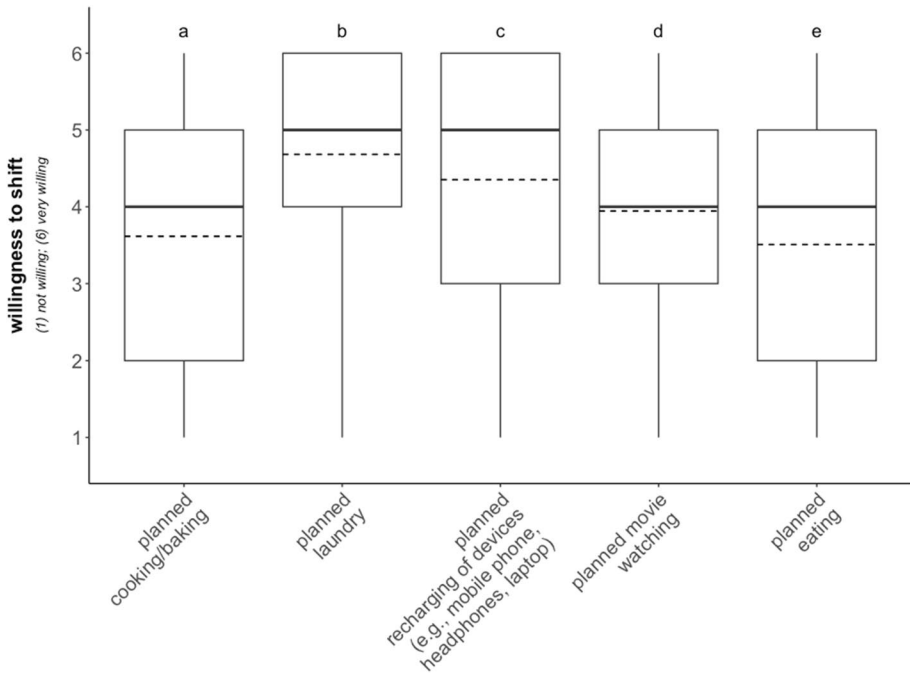 a b c d e
6
5
4
3
2
1
willingness to shift
(1) not willing; (6) very willing
planned
cooking/baking
planned
laundry
planned
recharging of devices
(e.g., mobile phone,
headphones, laptop)
planned movie
watching
planned
eating